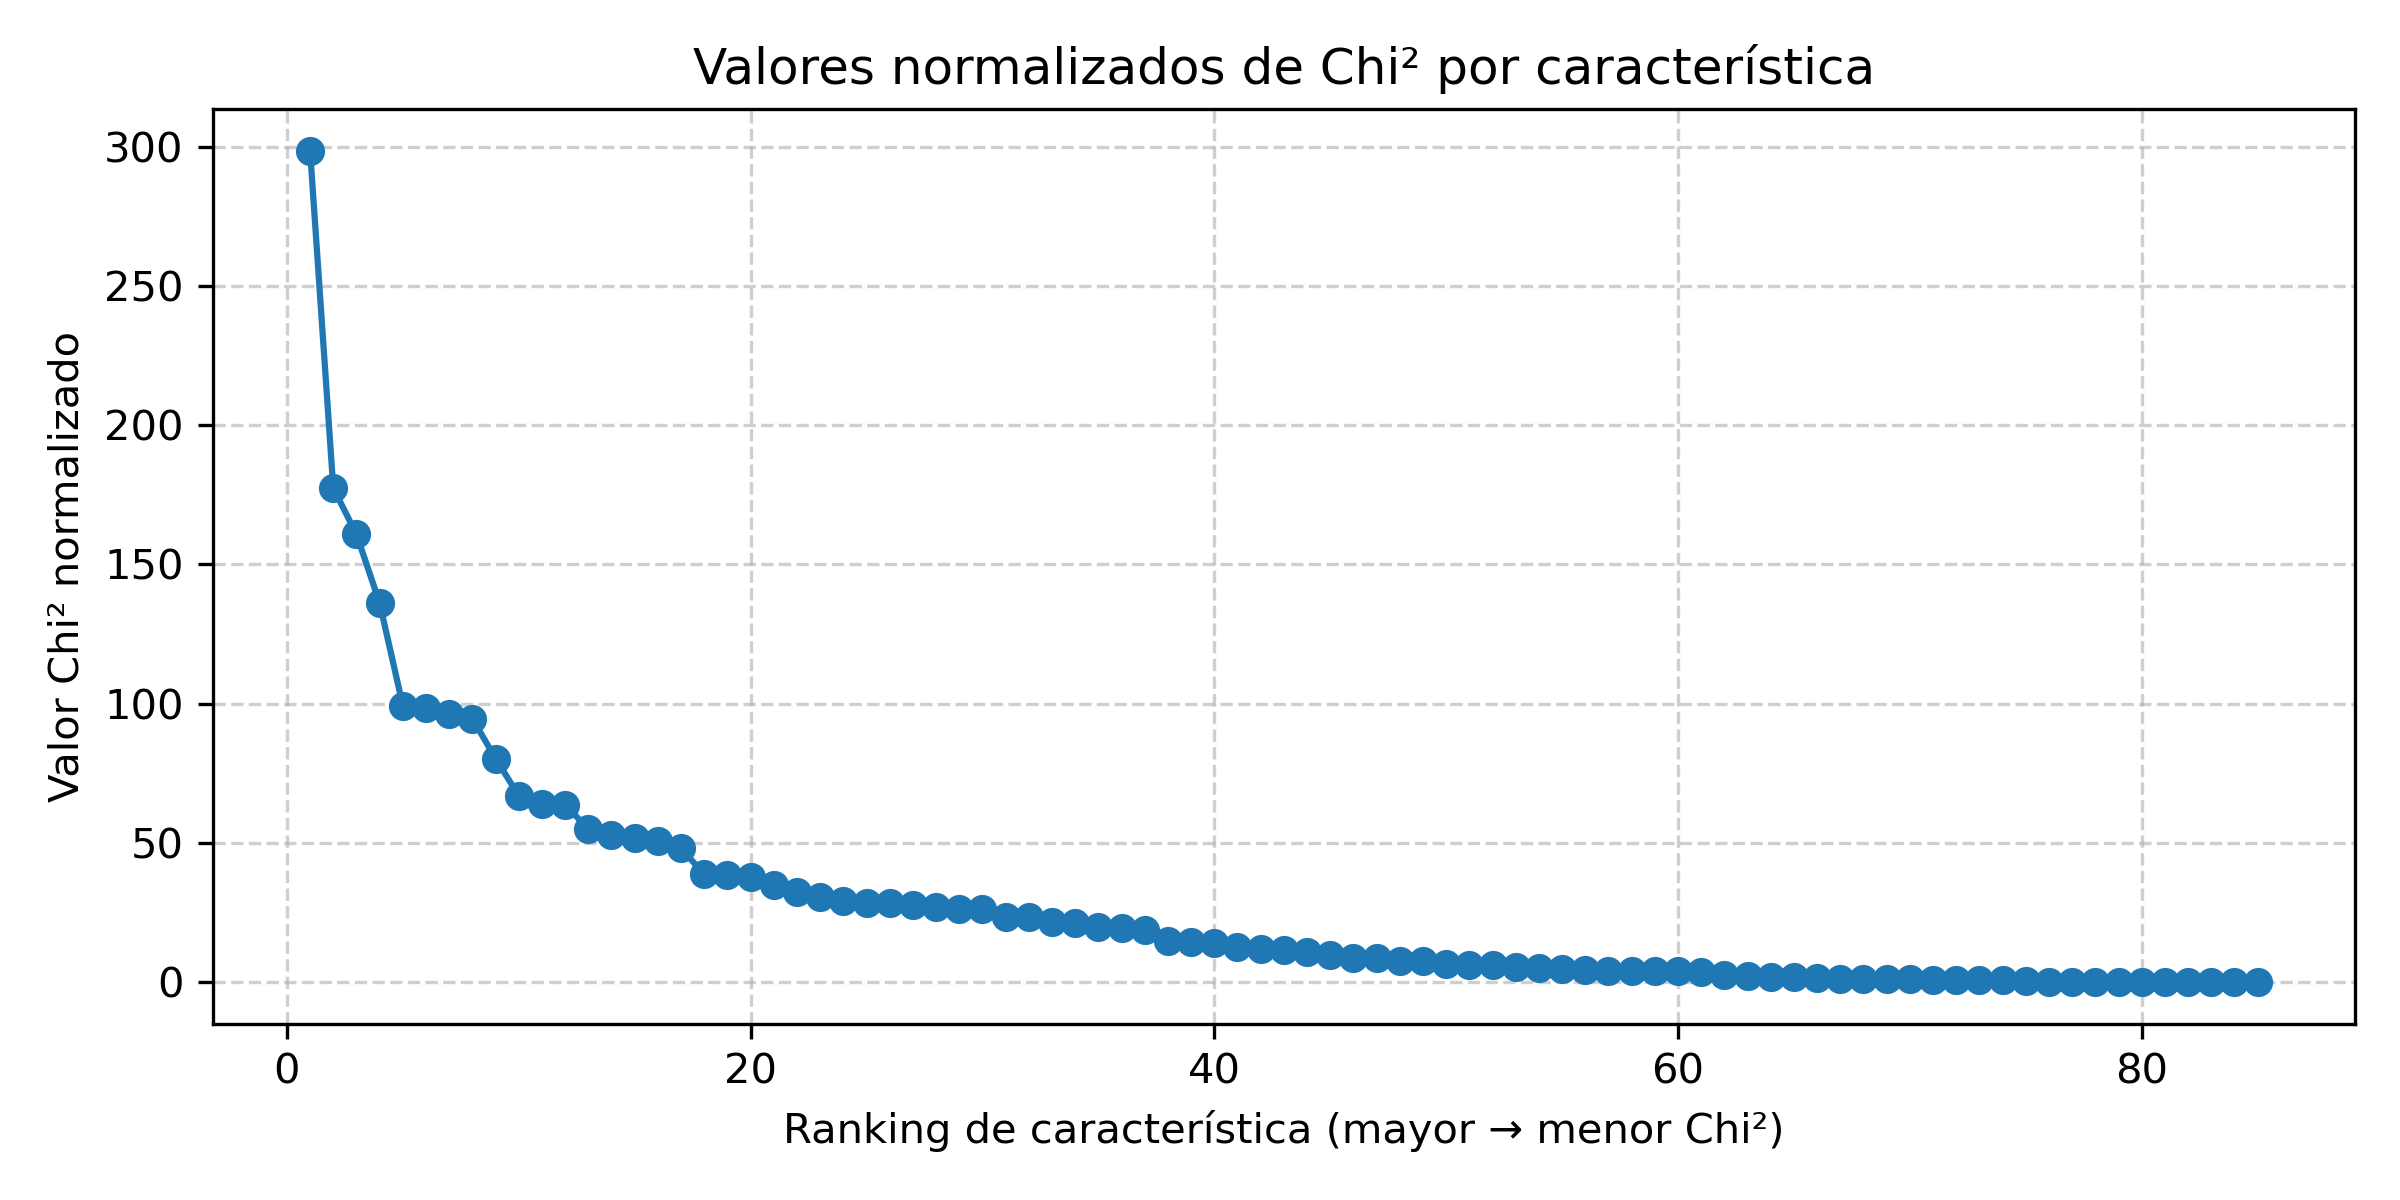 Valores normalizados de Chi² por característica
300
250
200
150
100
50
0
Valor Chi² normalizado
0 20 40 60 80
Ranking de característica (mayor → menor Chi²)